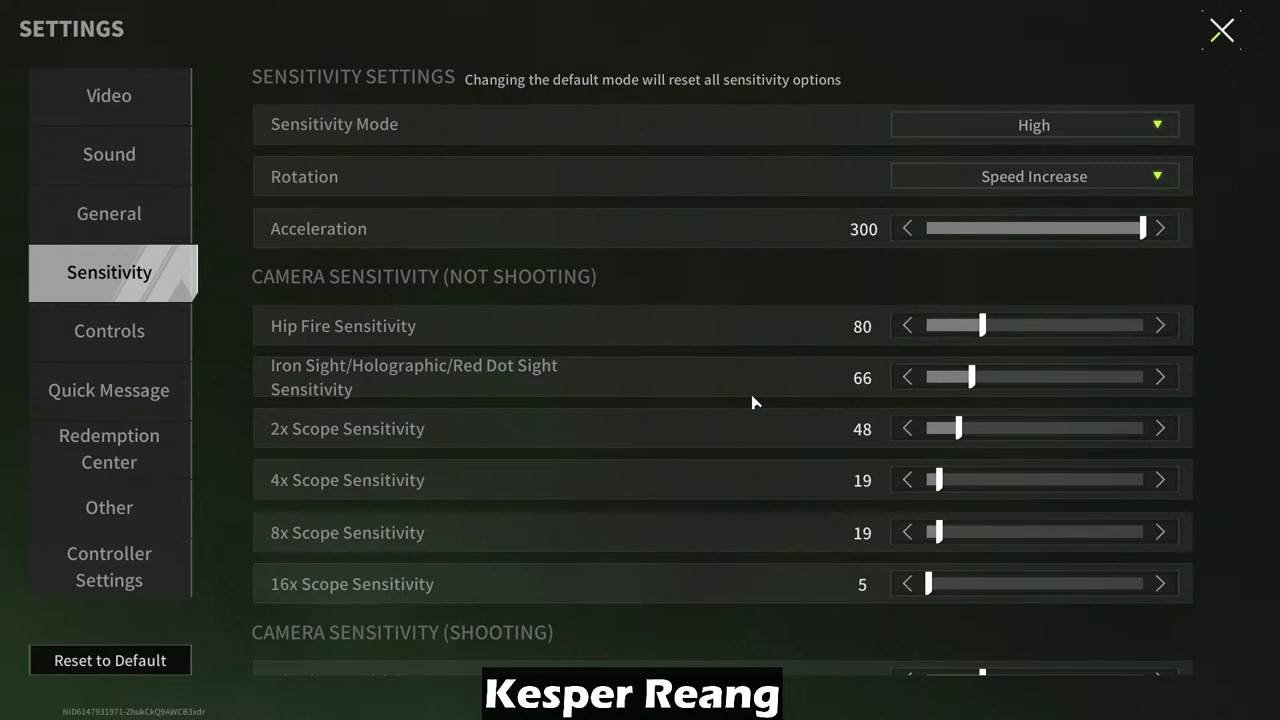 SETTINGS
Video
Sound
General
Sensitivity
Controls
Quick Message
Redemption
Center
Other
Controller
Settings
Reset to Default
SENSITIVITY SETTINGS Changing the default mode will reset all sensitivity options
Sensitivity Mode High
Rotation Speed Increase
Acceleration 300
CAMERA SENSITIVITY (NOT SHOOTING)
Hip Fire Sensitivity 80
Iron Sight/Holographic/Red Dot Sight
Sensitivity 66
2x Scope Sensitivity 48
4x Scope Sensitivity 19
8x Scope Sensitivity 19
16x Scope Sensitivity 5
CAMERA SENSITIVITY (SHOOTING)
Kesper Reang
NID6147931971-ZhukCkQ9AWCB3xdr